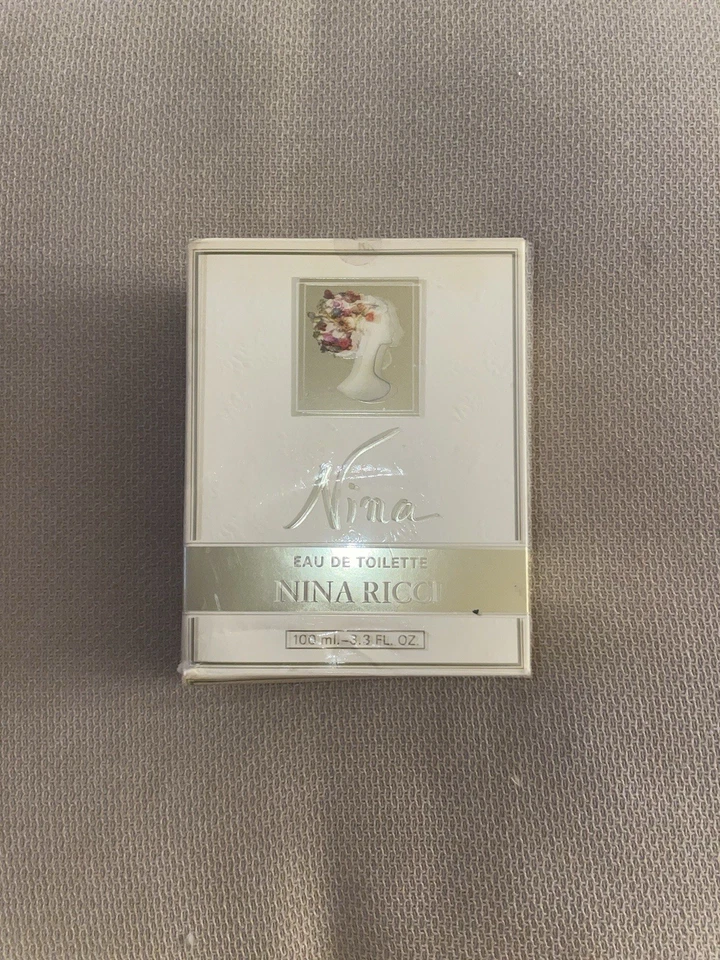 Nina
EAU DE TOILETTE
NINA RICCI
100 ml.-3.3 FL. OZ.